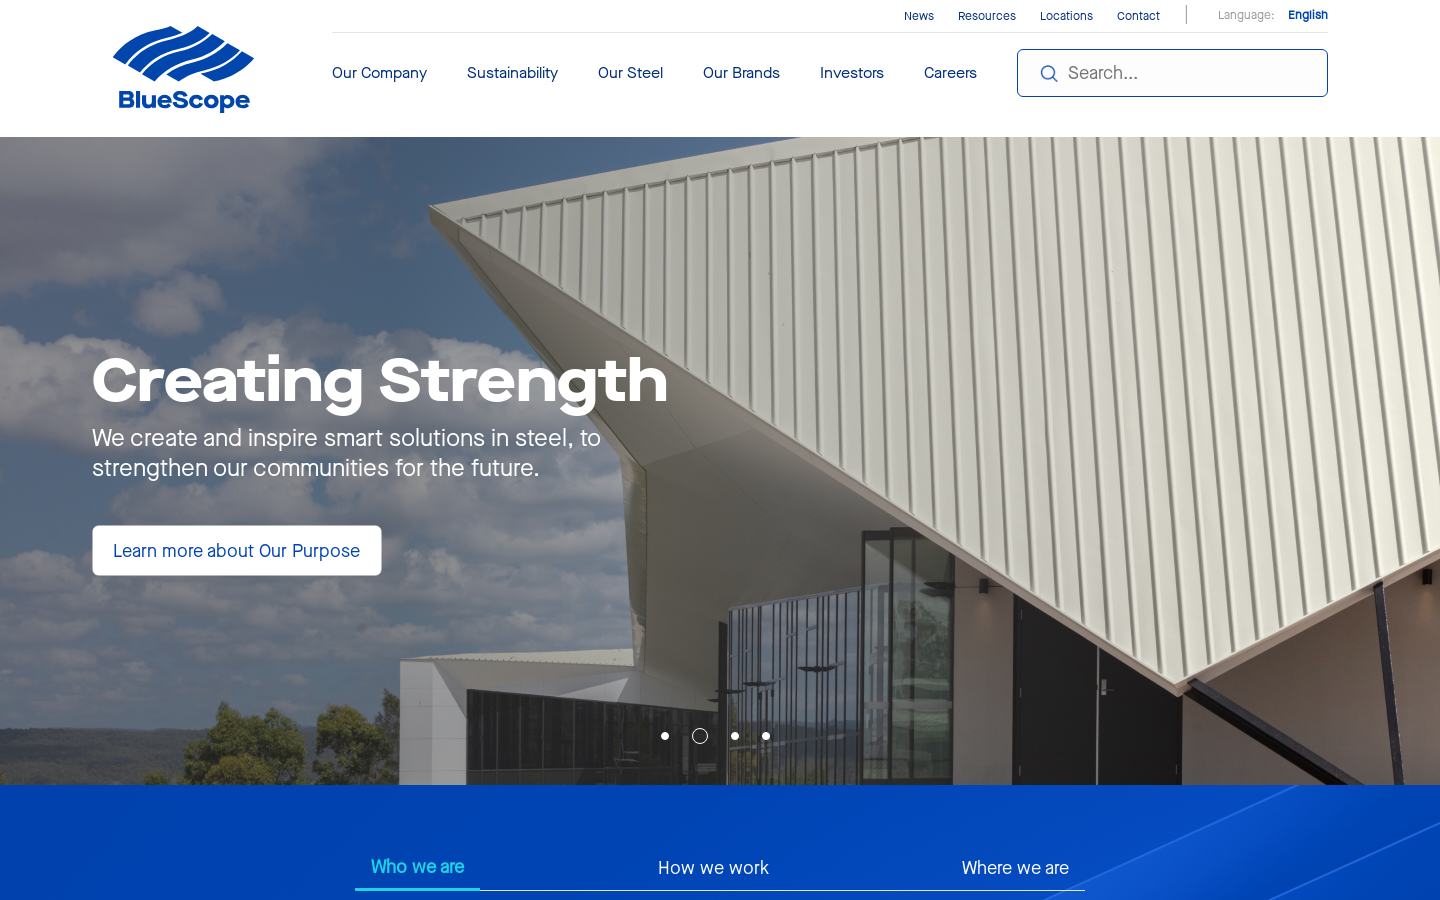 News
Resources
Locations
Contact
Language:
English
BlueScope
Our Company
Sustainability
Our Steel
Our Brands
Investors
Careers
Search...
Creating Strength
We create and inspire smart solutions in steel, to
strengthen our communities for the future.
Learn more about Our Purpose
Who we are
How we work
Where we are